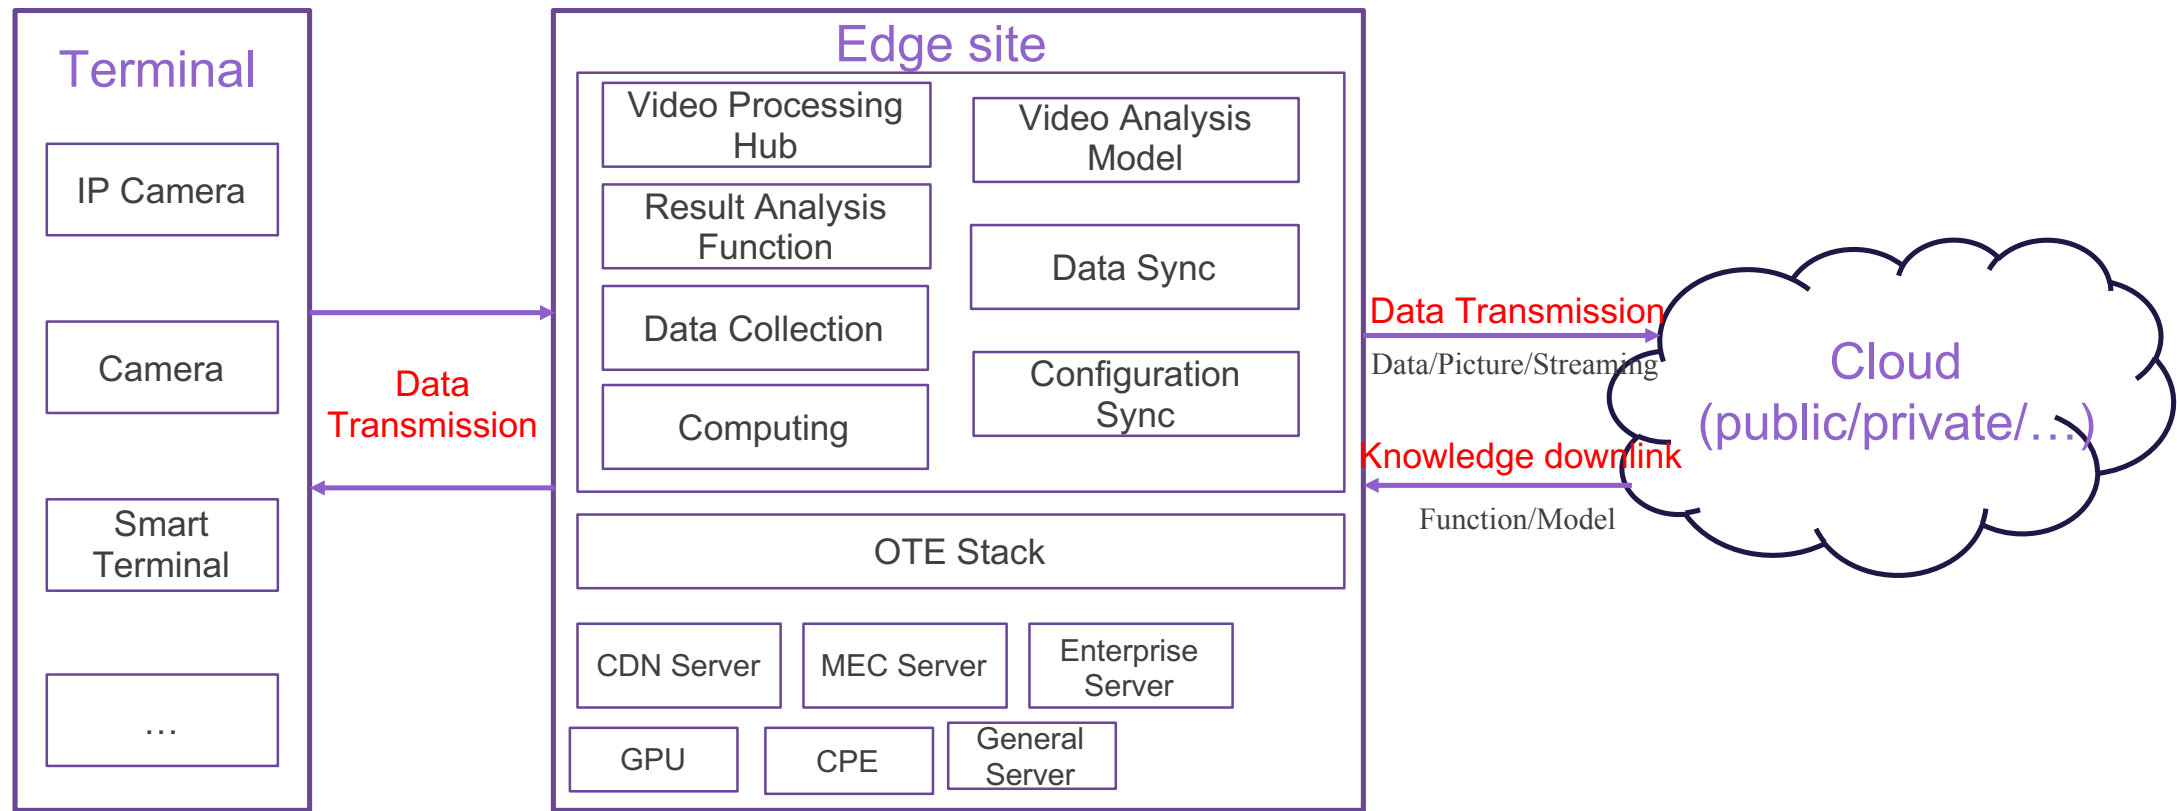 Terminal
IP Camera
Camera
Smart
Terminal
…
Data
Transmission
Edge site
Video Processing
Hub
Result Analysis
Function
Data Collection
Computing
Video Analysis
Model
Data Sync
Configuration
Sync
OTE Stack
CDN Server
MEC Server
Enterprise
Server
GPU
CPE
General
Server
Data Transmission
Data/Picture/Streaming
Knowledge downlink
Function/Model
Cloud
(public/private/…)